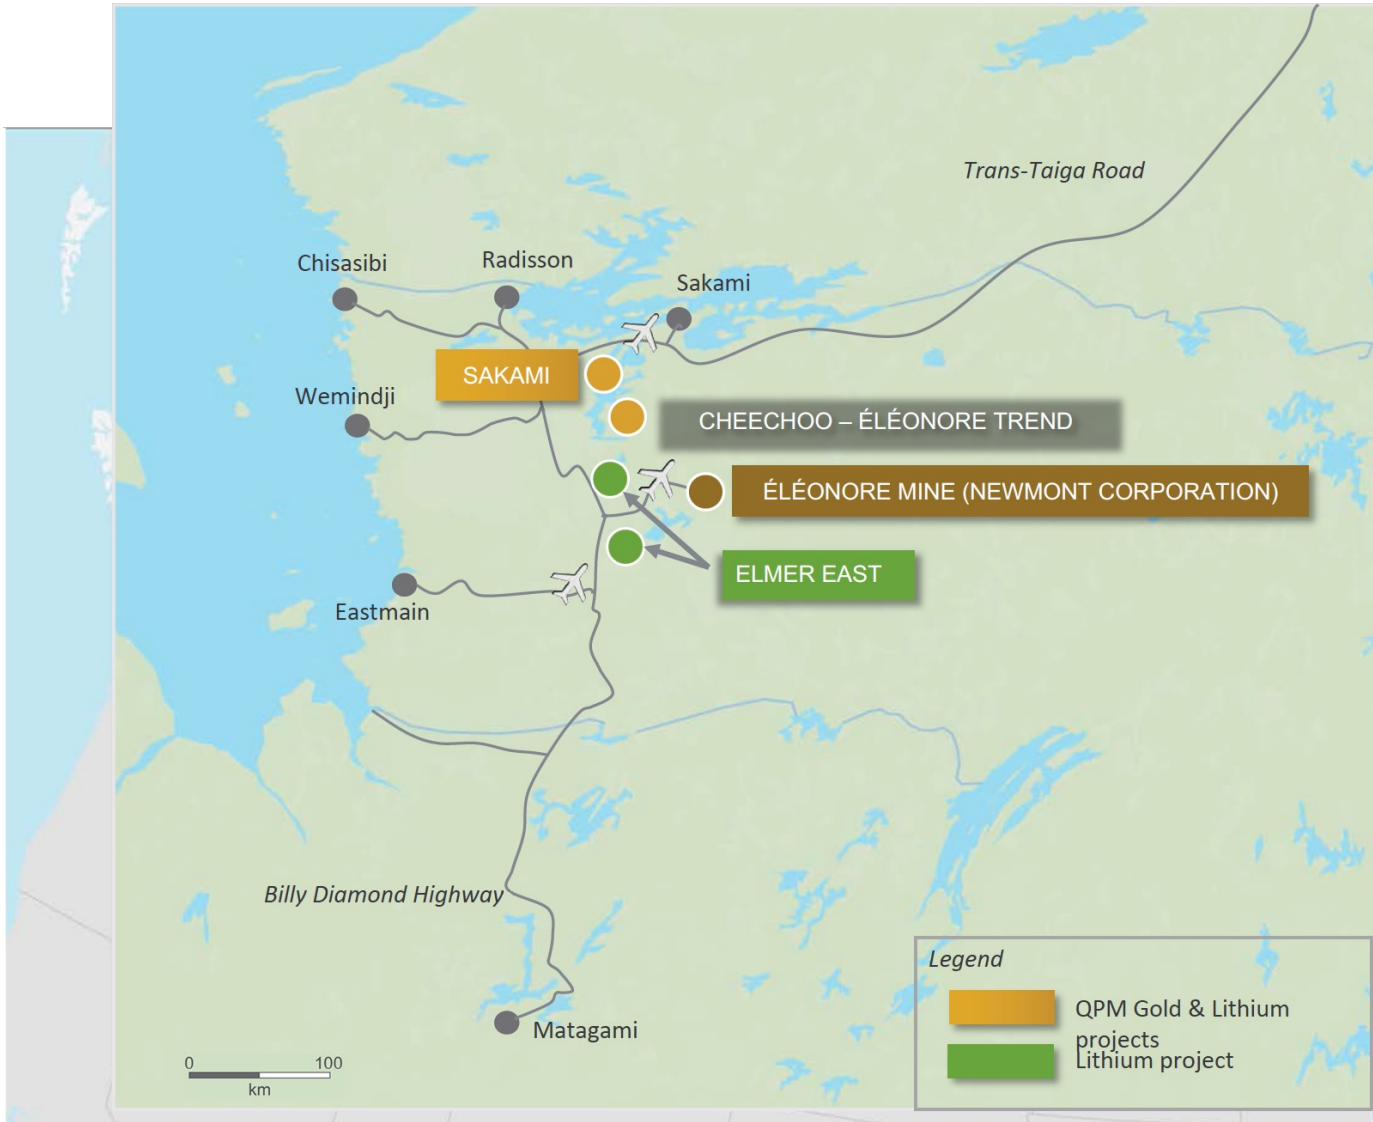 Trans-Taiga Road
Chisasibi
Radisson
Sakami
SAKAMI
Wemindji
CHEECHOO – ÉLÉONORE TREND
ÉLÉONORE MINE (NEWMONT CORPORATION)
ELMER EAST
Eastmain
Billy Diamond Highway
Matagami
0 100
km
Legend
QPM Gold & Lithium
projects
Lithium project